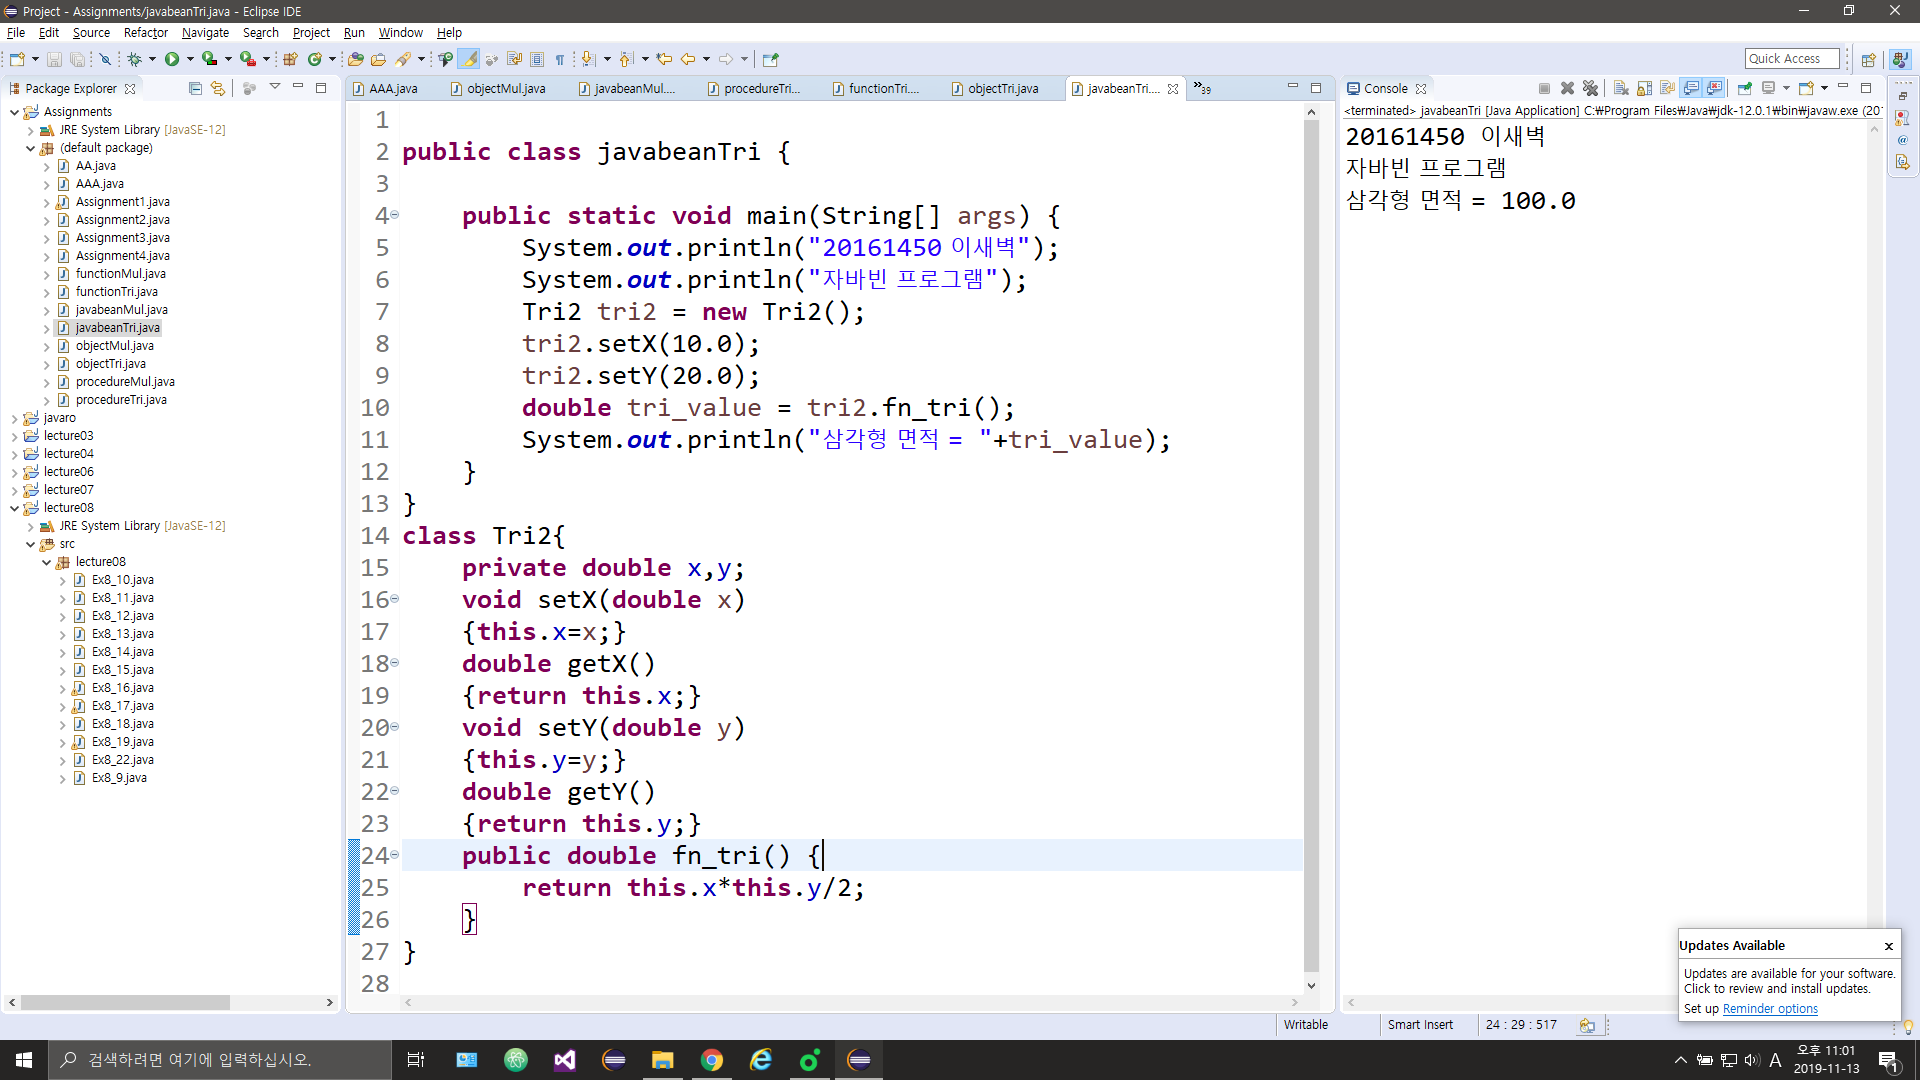 Project - Assignments/javabeanTri.java - Eclipse IDE
File Edit Source Refactor Navigate Search Project Run Window Help
Quick Access
Package Explorer
Assignments
JRE System Library [JavaSE-12]
(default package)
AA.java
AAA.java
Assignment1.java
Assignment2.java
Assignment3.java
Assignment4.java
functionMul.java
functionTri.java
javabeanMul.java
javabeanTri.java
objectMul.java
objectTri.java
procedureMul.java
procedureTri.java
javaro
lecture03
lecture04
lecture06
lecture07
lecture08
JRE System Library [JavaSE-12]
src
lecture08
Ex8_10.java
Ex8_11.java
Ex8_12.java
Ex8_13.java
Ex8_14.java
Ex8_15.java
Ex8_16.java
Ex8_17.java
Ex8_18.java
Ex8_19.java
Ex8_22.java
Ex8_9.java
AAA.java objectMul.java javabeanMul.... procedureTri... functionTri.... objectTri.java javabeanTri.... »39
1
2 public class javabeanTri {
3
4 public static void main(String[] args) {
5 System.out.println("20161450 이새벽");
6 System.out.println("자바빈 프로그램");
7 Tri2 tri2 = new Tri2();
8 tri2.setX(10.0);
9 tri2.setY(20.0);
10 double tri_value = tri2.fn_tri();
11 System.out.println("삼각형 면적 = "+tri_value);
12 }
13 }
14 class Tri2{
15 private double x,y;
16 void setX(double x)
17 {this.x=x;}
18 double getX()
19 {return this.x;}
20 void setY(double y)
21 {this.y=y;}
22 double getY()
23 {return this.y;}
24 public double fn_tri() {
25 return this.x*this.y/2;
26 }
27 }
28
Console
<terminated> javabeanTri [Java Application] C:₩Program Files₩Java₩jdk-12.0.1₩bin₩javaw.exe (20
20161450 이새벽
자바빈 프로그램
삼각형 면적 = 100.0
Updates Available x
Updates are available for your software.
Click to review and install updates.
Set up Reminder options
Writable Smart Insert 24 : 29 : 517
검색하려면 여기에 입력하십시오.
A 오후 11:01
2019-11-13
1